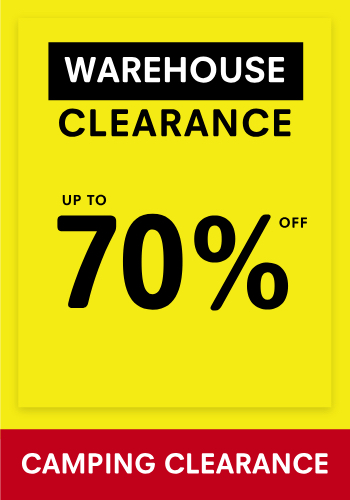 WAREHOUSE
CLEARANCE
UP TO
70% OFF
CAMPING CLEARANCE